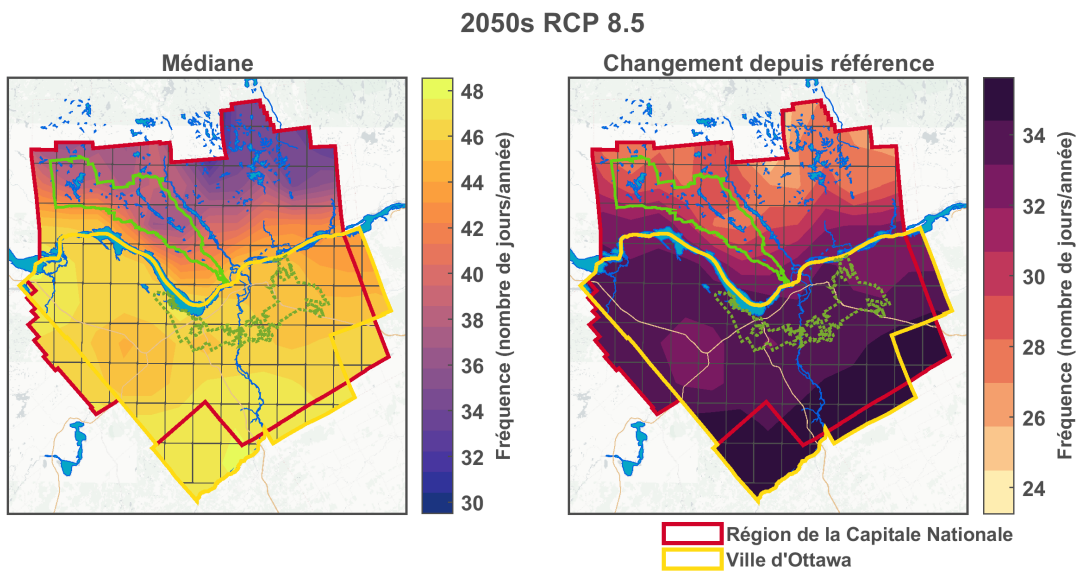 2050s RCP 8.5
Médiane
48
46
44
42
40
38
36
34
32
30
Fréquence (nombre de jours/année)
Changement depuis référence
34
32
30
28
26
24
Fréquence (nombre de jours/année)
Région de la Capitale Nationale
Ville d'Ottawa